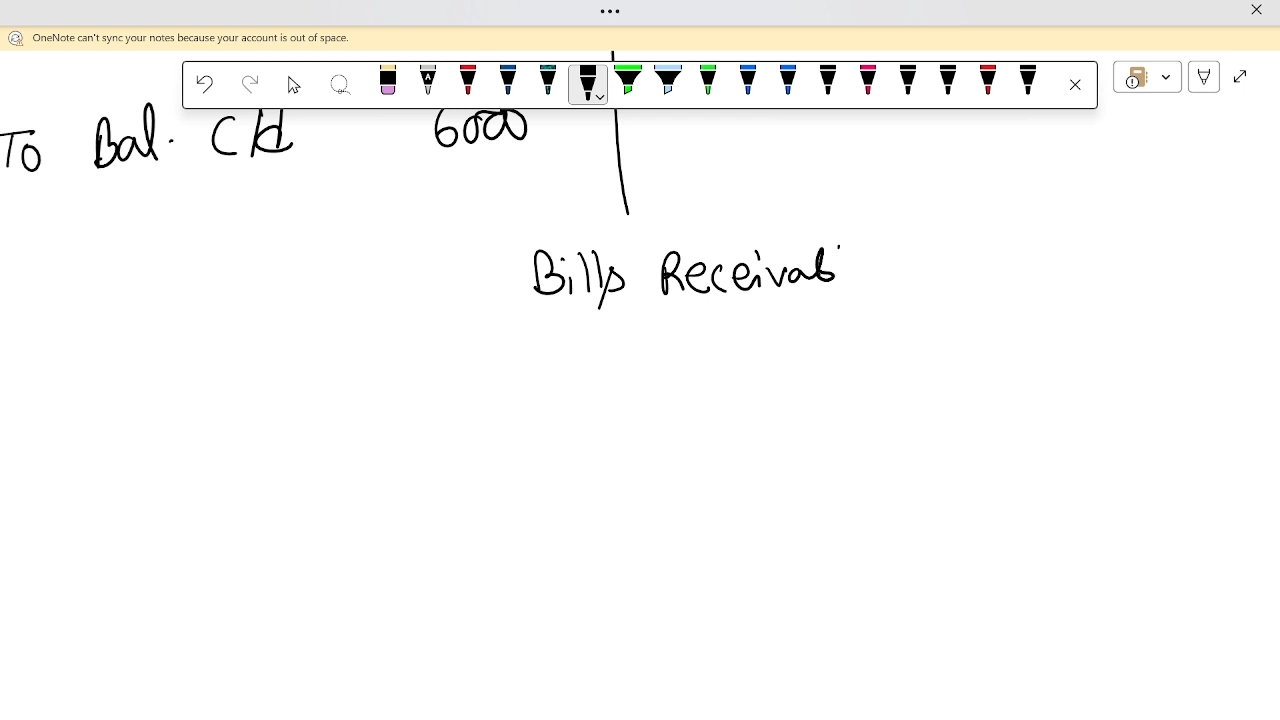 OneNote can't sync your notes because your account is out of space.
To Bal. C/d 6000
Bills Receivab